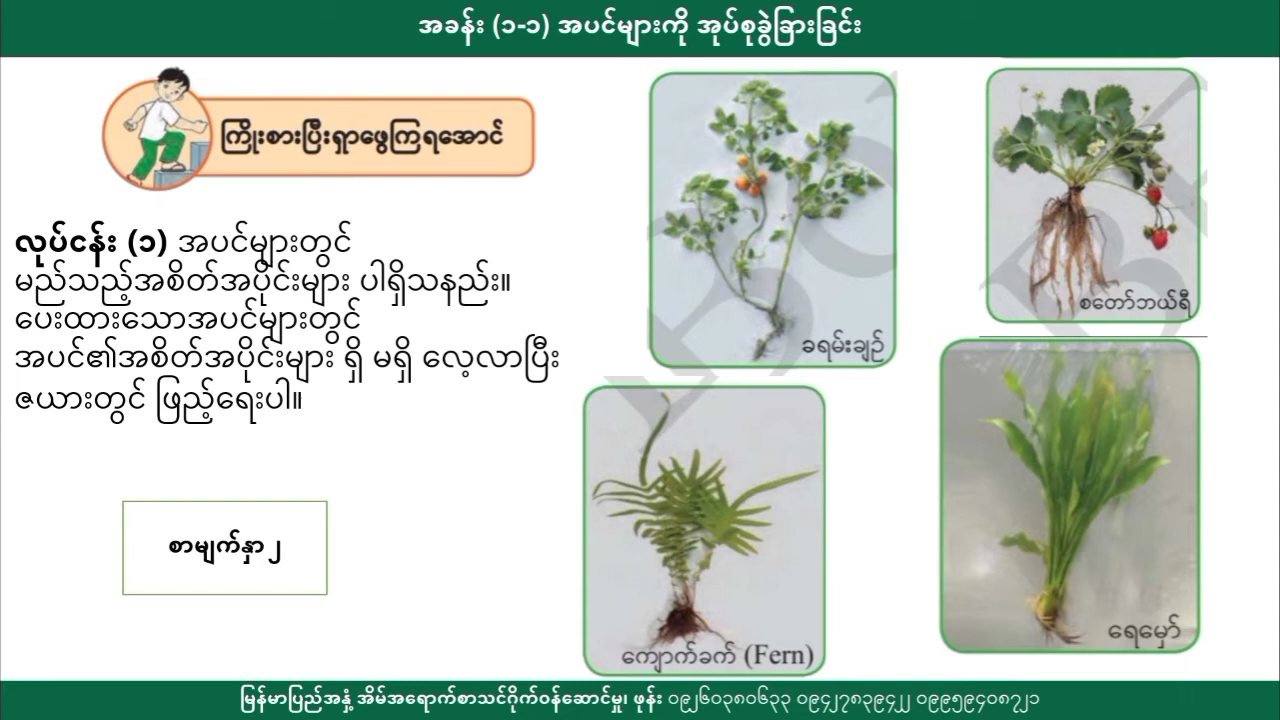 အခန်း (၁-၁) အပင်များကို အုပ်စုခွဲခြားခြင်း
ကြိုးစားပြီးရှာဖွေကြရအောင်
လုပ်ငန်း (၁) အပင်များတွင်
မည်သည့်အစိတ်အပိုင်းများ ပါရှိသနည်း။
ပေးထားသောအပင်များတွင်
အပင်၏အစိတ်အပိုင်းများ ရှိ မရှိ လေ့လာပြီး
ဇယားတွင် ဖြည့်ရေးပါ။
စာမျက်နှာ ၂
ခရမ်းချဉ်
စတော်ဘယ်ရီ
ကျောက်ခက် (Fern)
ရေမှော်
မြန်မာပြည်အနှံ့ အိမ်အရောက်စာသင်ဂိုက်ဝန်ဆောင်မှု၊ ဖုန်း ၀၉၂၆၀၃၈၀၆၃၃ ၀၉၄၂၇၈၃၉၄၂၂ ၀၉၉၅၉၄၀၈၇၂၁